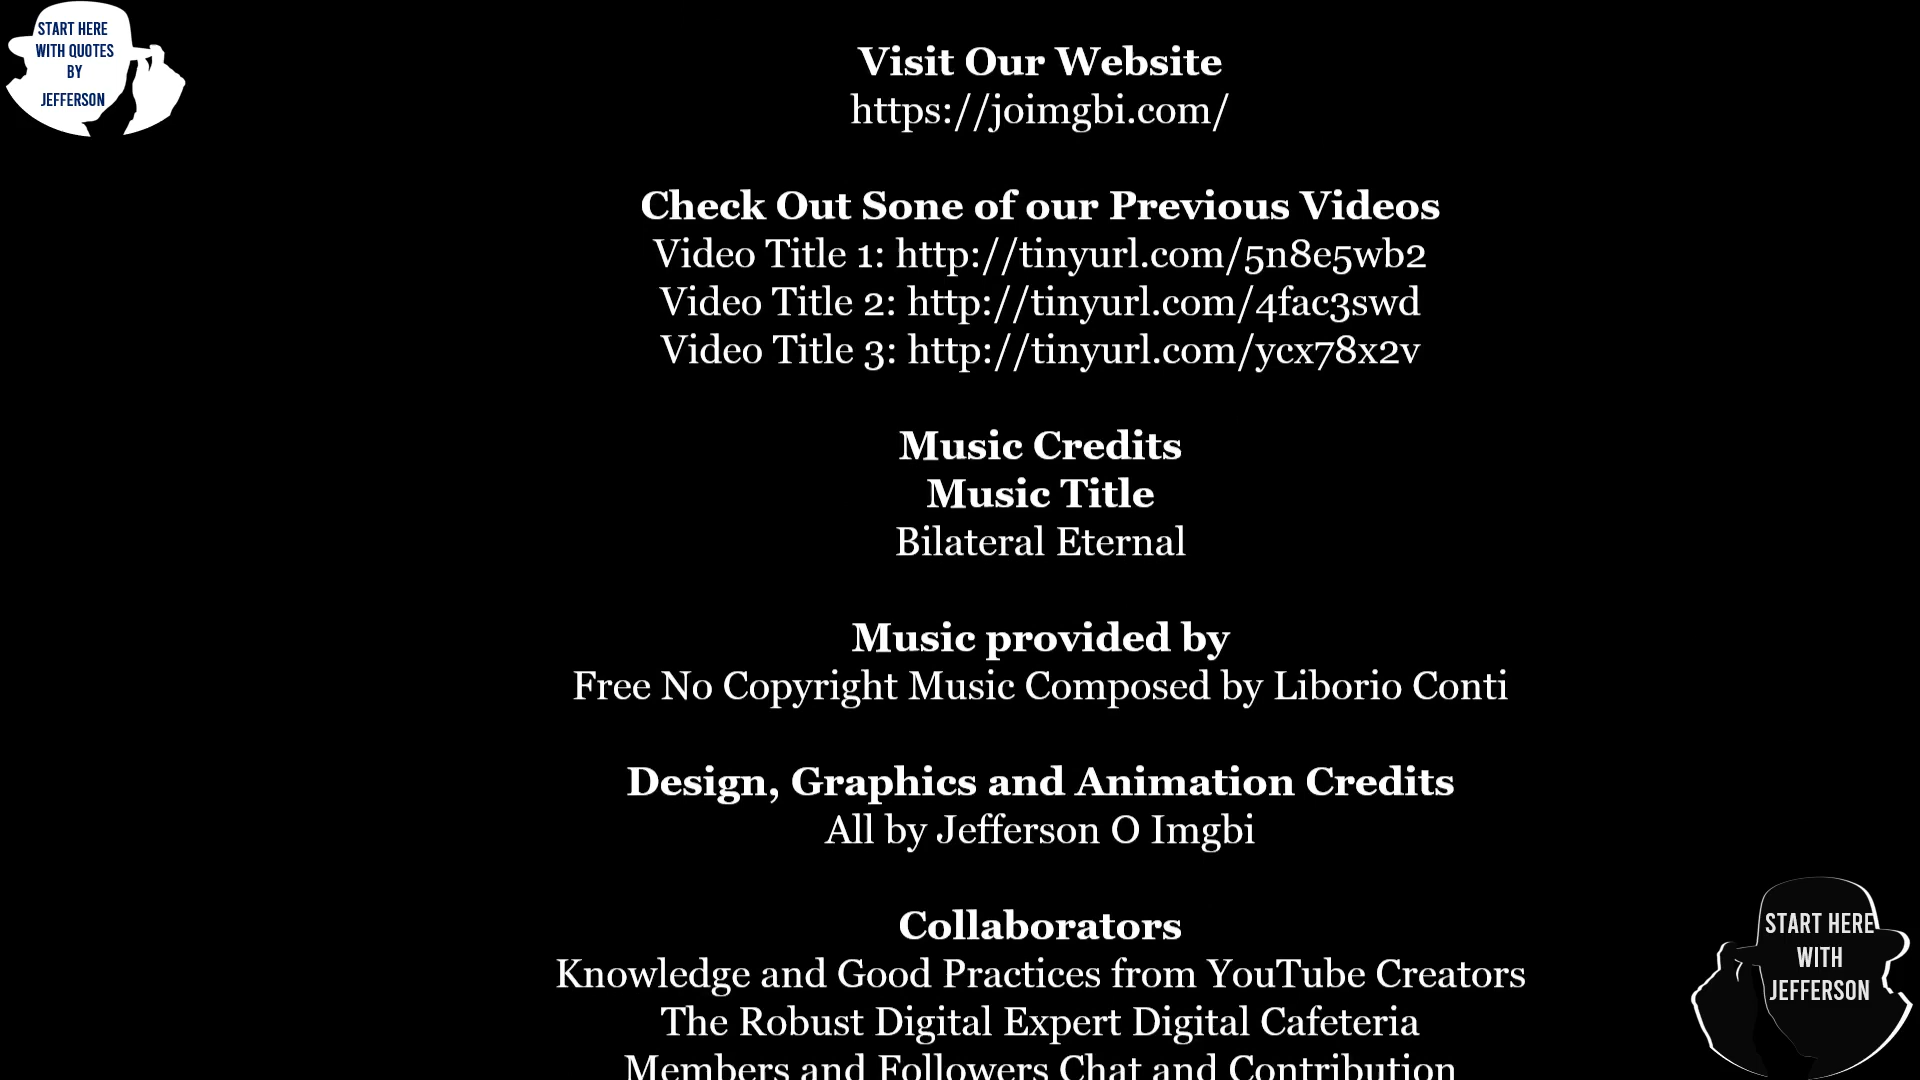 START HERE
WITH QUOTES
BY
JEFFERSON
Visit Our Website
https://joimgbi.com/
Check Out Sone of our Previous Videos
Video Title 1: http://tinyurl.com/5n8e5wb2
Video Title 2: http://tinyurl.com/4fac3swd
Video Title 3: http://tinyurl.com/ycx78x2v
Music Credits
Music Title
Bilateral Eternal
Music provided by
Free No Copyright Music Composed by Liborio Conti
Design, Graphics and Animation Credits
All by Jefferson O Imgbi
Collaborators
Knowledge and Good Practices from YouTube Creators
The Robust Digital Expert Digital Cafeteria
Members and Followers Chat and Contribution
START HERE
WITH
JEFFERSON